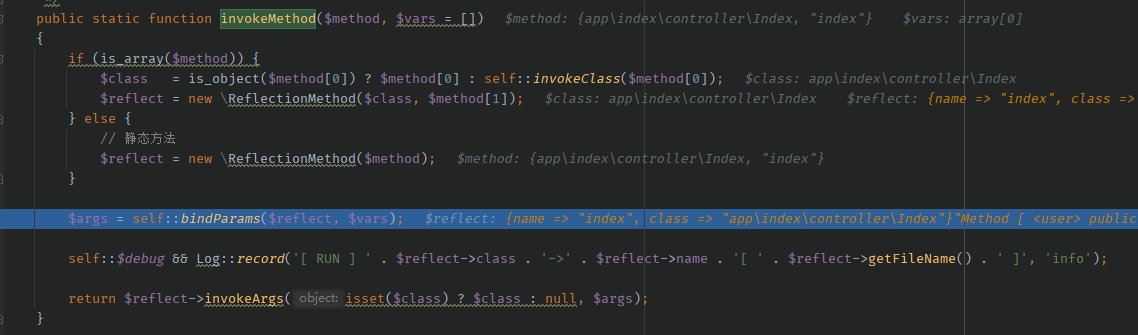 public static function invokeMethod($method, $vars = [])   $method: {app\index\controller\Index, "index"}    $vars: array[0]
{
    if (is_array($method)) {
        $class   = is_object($method[0]) ? $method[0] : self::invokeClass($method[0]);   $class: app\index\controller\Index
        $reflect = new \ReflectionMethod($class, $method[1]);   $class: app\index\controller\Index    $reflect: {name => "index", class =>
    } else {
        // 静态方法
        $reflect = new \ReflectionMethod($method);   $method: {app\index\controller\Index, "index"}
    }
    $args = self::bindParams($reflect, $vars);   $reflect: {name => "index", class => "app\index\controller\Index"}"Method [ <user> public
    self::$debug && Log::record('[ RUN ] ' . $reflect->class . '->' . $reflect->name . '[ ' . $reflect->getFileName() . ' ]', 'info');
    return $reflect->invokeArgs( object: isset($class) ? $class : null, $args);
}